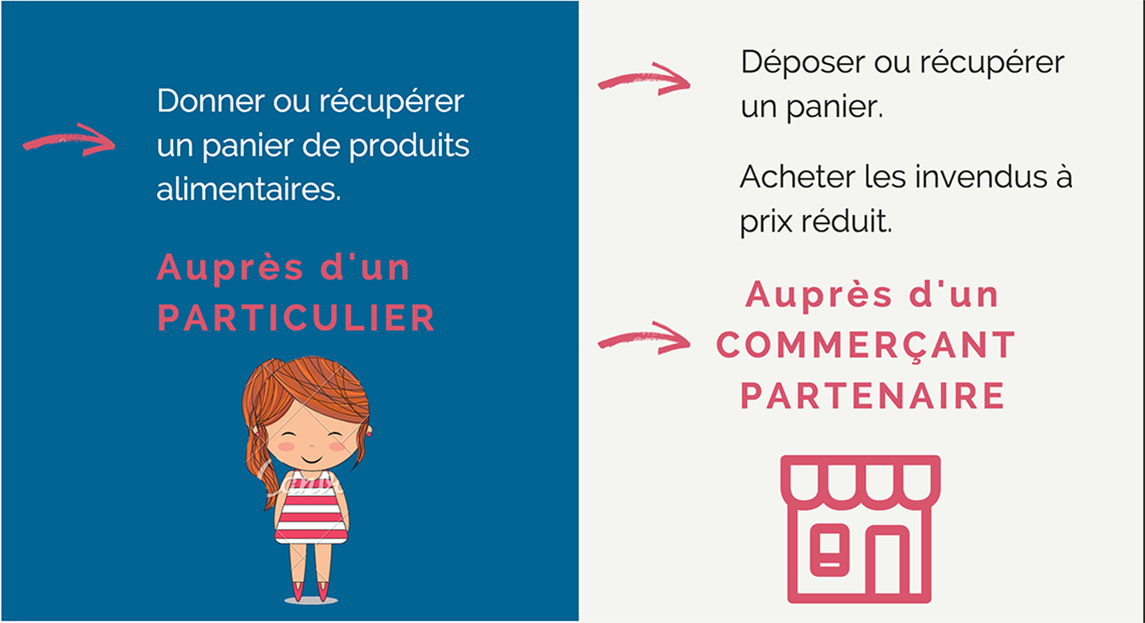 Donner ou récupérer
un panier de produits
alimentaires.
Auprès d'un
PARTICULIER
Canva
Déposer ou récupérer
un panier.
Acheter les invendus à
prix réduit.
Auprès d'un
COMMERÇANT
PARTENAIRE